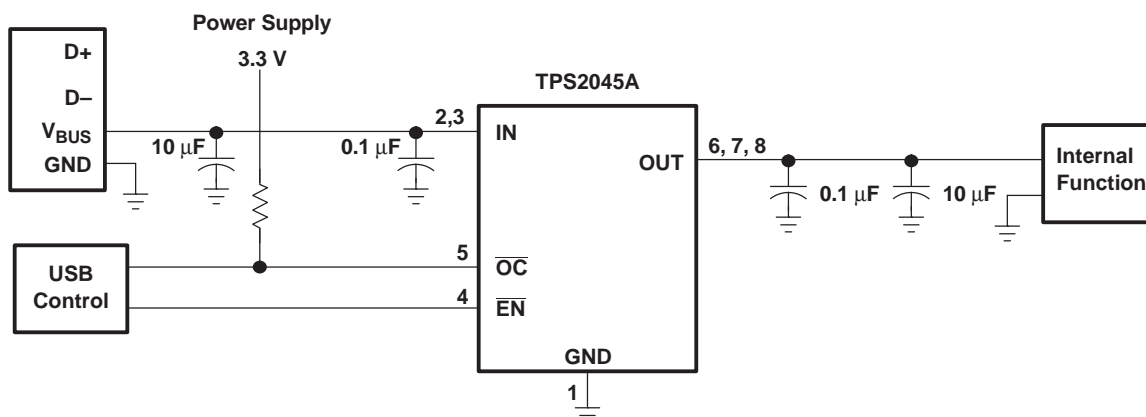 Power Supply
3.3 V
D+
D–
VBUS
GND
10 μF
0.1 μF
2,3
TPS2045A
IN
OUT
6, 7, 8
0.1 μF
10 μF
Internal
Function
USB
Control
5
OC
4
EN
GND
1